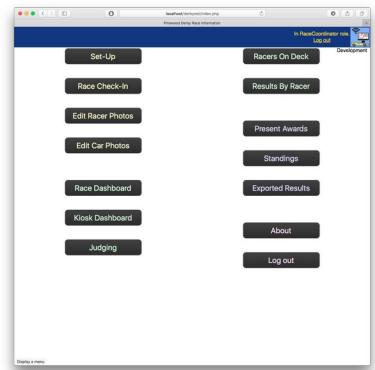 localhost/derbynet/index.php
Pinewood Derby Race Information
In RaceCoordinator role.
Log out
Development
Set-Up
Race Check-In
Edit Racer Photos
Edit Car Photos
Race Dashboard
Kiosk Dashboard
Judging
Racers On Deck
Results By Racer
Present Awards
Standings
Exported Results
About
Log out
Display a menu